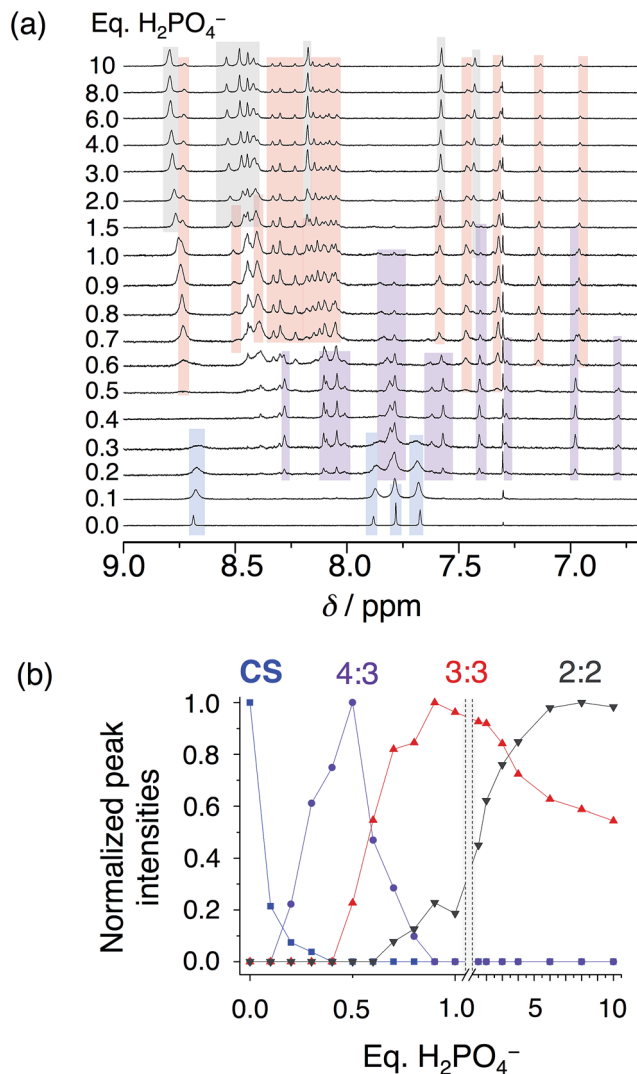 (a)
Eq. H₂PO₄⁻
10
8.0
6.0
4.0
3.0
2.0
1.5
1.0
0.9
0.8
0.7
0.6
0.5
0.4
0.3
0.2
0.1
0.0
9.0 8.5 8.0 7.5 7.0
δ / ppm
(b)
CS 4:3 3:3 2:2
1.0
0.8
0.6
0.4
0.2
0.0
Normalized peak
intensities
0.0 0.5 1.0 5 10
Eq. H₂PO₄⁻